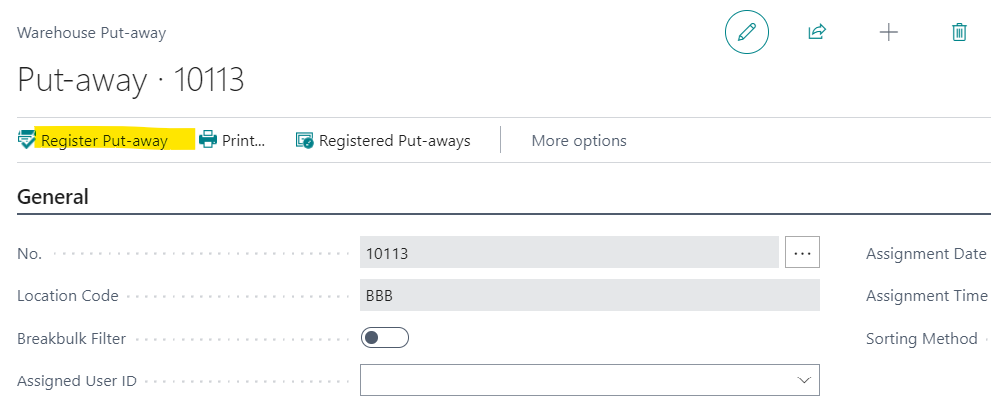 Warehouse Put-away
Put-away · 10113
Register Put-away Print... Registered Put-aways More options
General
No. 10113 ... Assignment Date
Location Code BBB Assignment Time
Breakbulk Filter Sorting Method
Assigned User ID